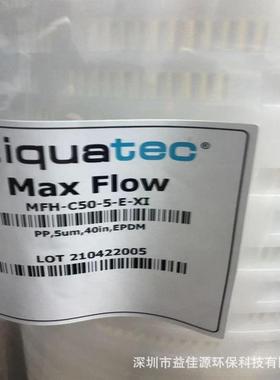 iquatec®
Max Flow
MFH-C50-5-E-XI
PP,5um,40in,EPDM
LOT 210422005
深圳市益佳源环保科技有